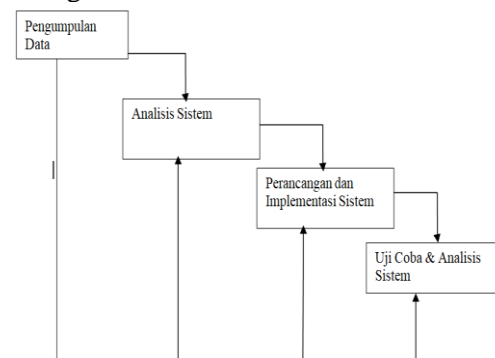 Pengumpulan
Data
Analisis Sistem
Perancangan dan
Implementasi Sistem
Uji Coba & Analisis
Sistem